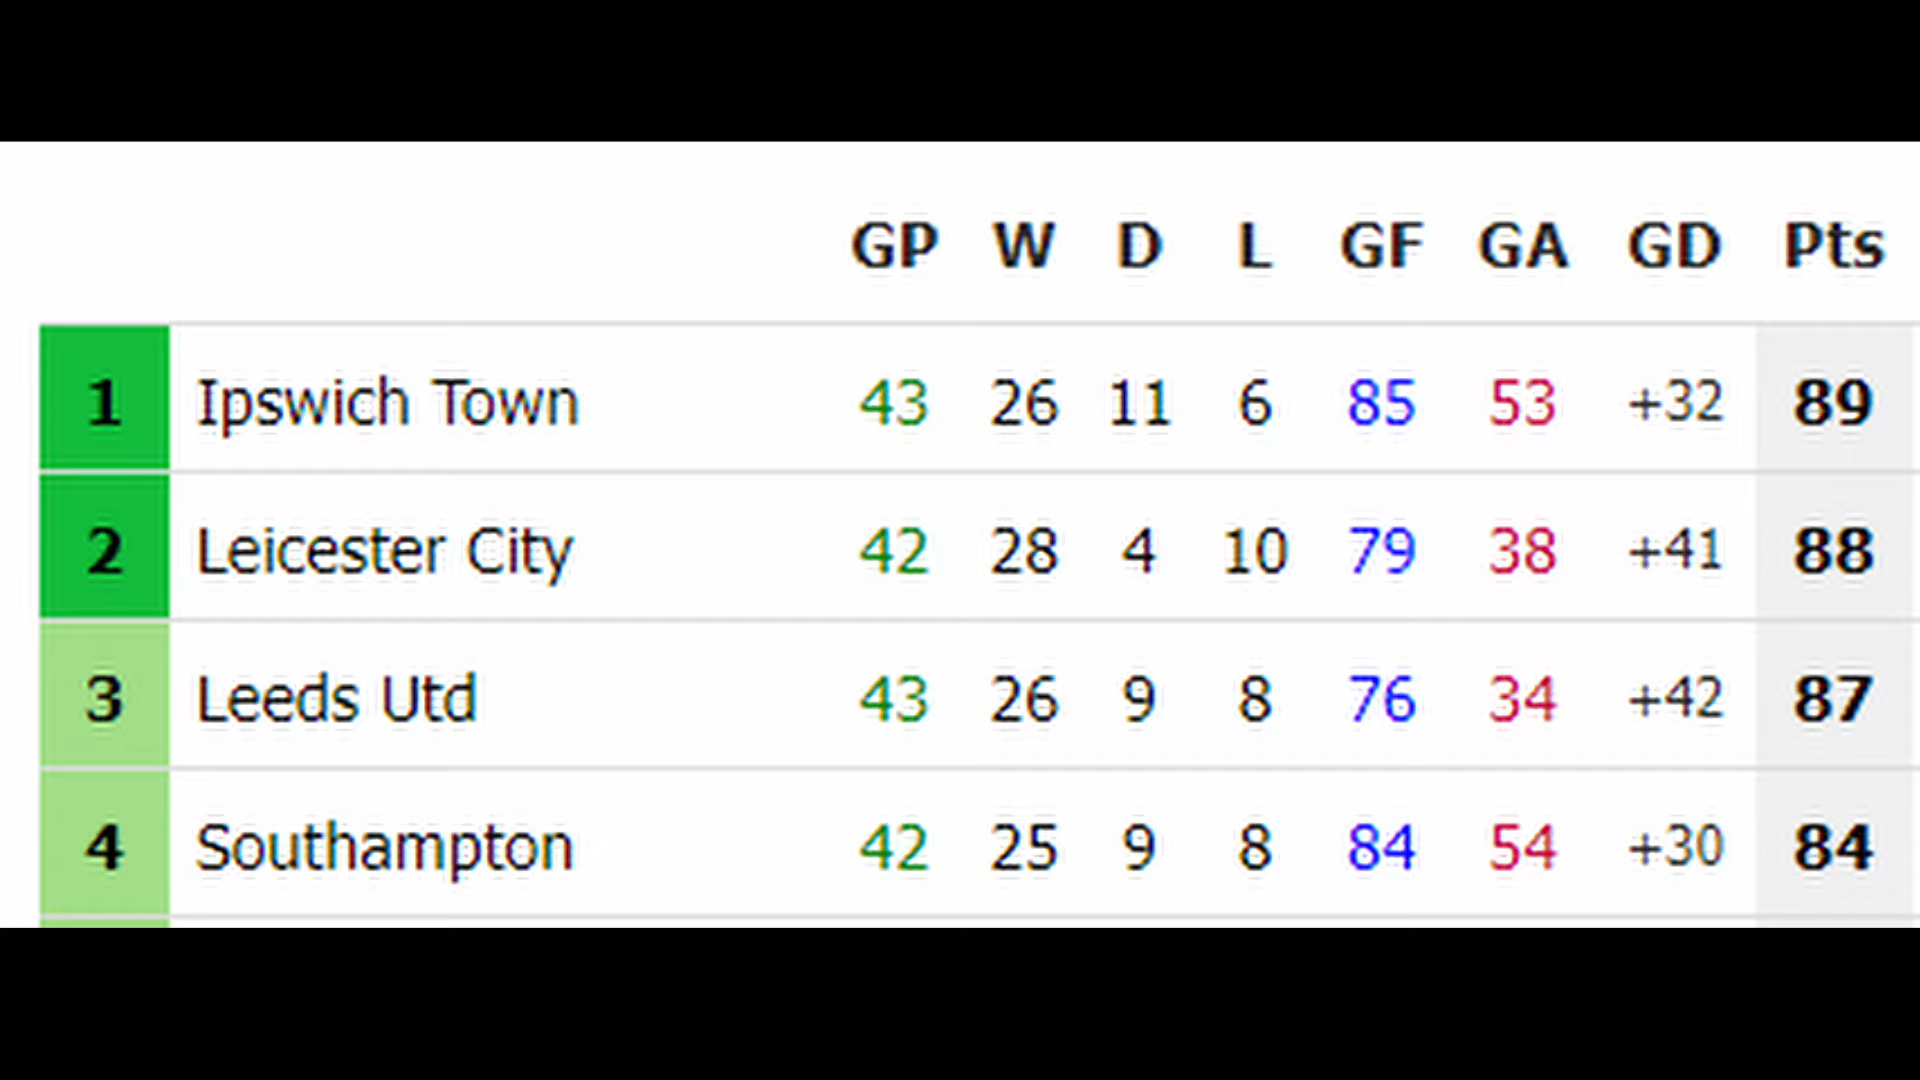 GP W D L GF GA GD Pts
1 Ipswich Town 43 26 11 6 85 53 +32 89
2 Leicester City 42 28 4 10 79 38 +41 88
3 Leeds Utd 43 26 9 8 76 34 +42 87
4 Southampton 42 25 9 8 84 54 +30 84